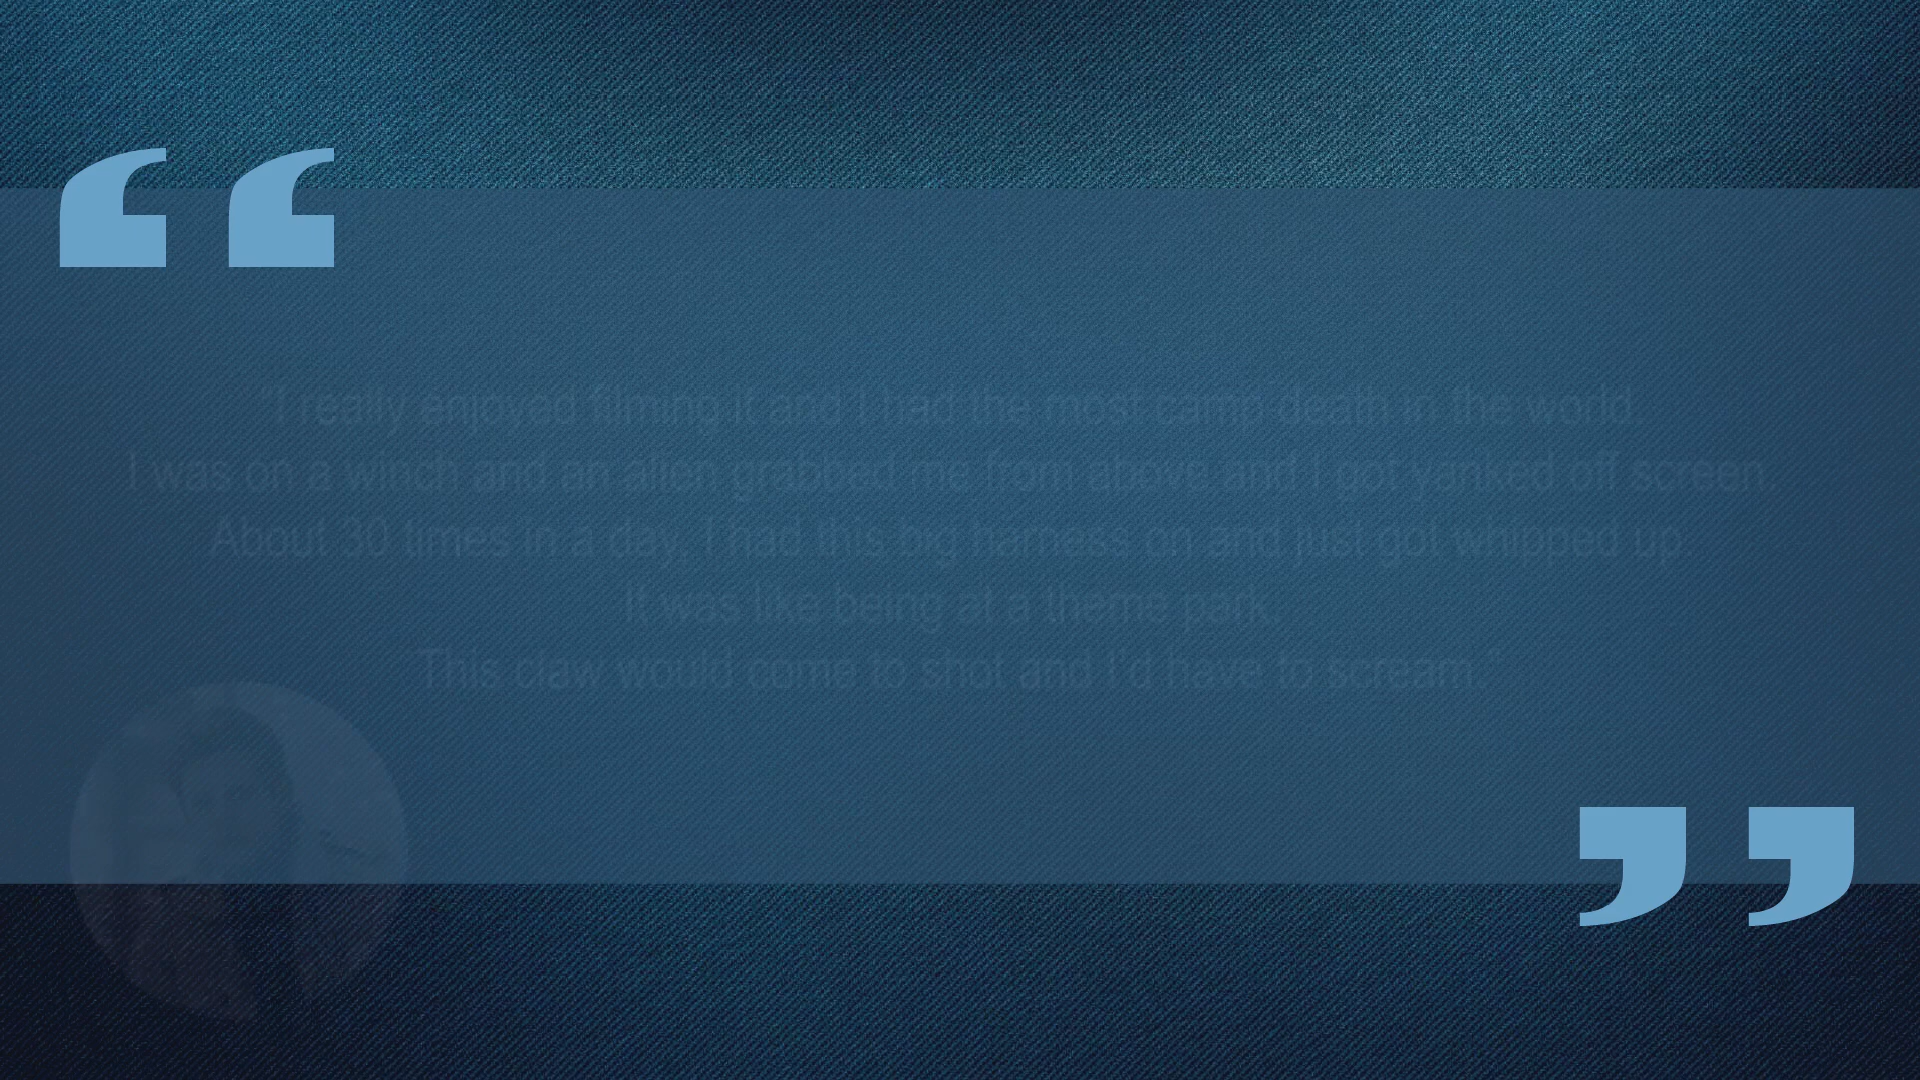 "I really enjoyed filming it and I had the most camp death in the world.
I was on a winch and an alien grabbed me from above and I got yanked off screen.
About 30 times in a day, I had this big harness on and just got whipped up.
It was like being at a theme park.
This claw would come to shot and I'd have to scream."